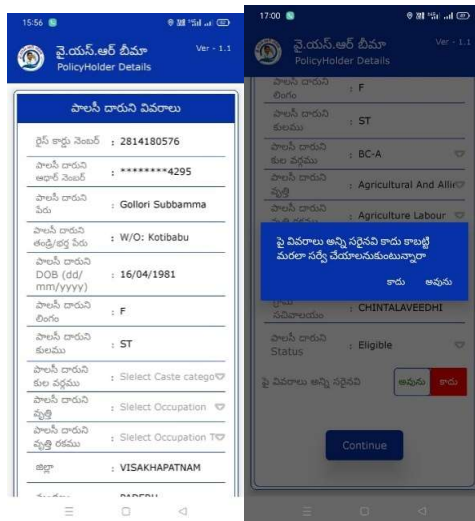 15:56
వై.యస్.ఆర్ బీమా
Ver - 1.1
PolicyHolder Details
పాలసీ దారుని వివరాలు
రైస్ కార్డు నెంబర్ : 2814180576
పాలసీ దారుని
ఆధార్ నెంబర్ : ********4295
పాలసీ దారుని
పేరు : Gollori Subbamma
పాలసీ దారుని
తండ్రి/భర్త పేరు : W/O: Kotibabu
పాలసీ దారుని
DOB (dd/
mm/yyyy) : 16/04/1981
పాలసీ దారుని
లింగం : F
పాలసీ దారుని
కులము : ST
పాలసీ దారుని
కుల వర్గము : Slelect Caste catego
పాలసీ దారుని
వృత్తి : Slelect Occupation
పాలసీ దారుని
వృత్తి రకము : Slelect Occupation T
జిల్లా : VISAKHAPATNAM
17:00
వై.యస్.ఆర్ బీమా
Ver - 1.1
PolicyHolder Details
పాలసీ దారుని
లింగం : F
పాలసీ దారుని
కులము : ST
పాలసీ దారుని
కుల వర్గము : BC-A
పాలసీ దారుని
వృత్తి : Agricultural And Allie
పాలసీ దారుని
వృత్తి రకము : Agriculture Labour
పై వివరాలు అన్ని సరైనవి కాదు కాబట్టి
మరలా సర్వే చేయాలనుకుంటున్నారా
కాదు అవును
గ్రామ
సచివాలయం : CHINTALAVEEDHI
పాలసీ దారుని
Status : Eligible
పై వివరాలు అన్ని సరైనవి
అవును కాదు
Continue